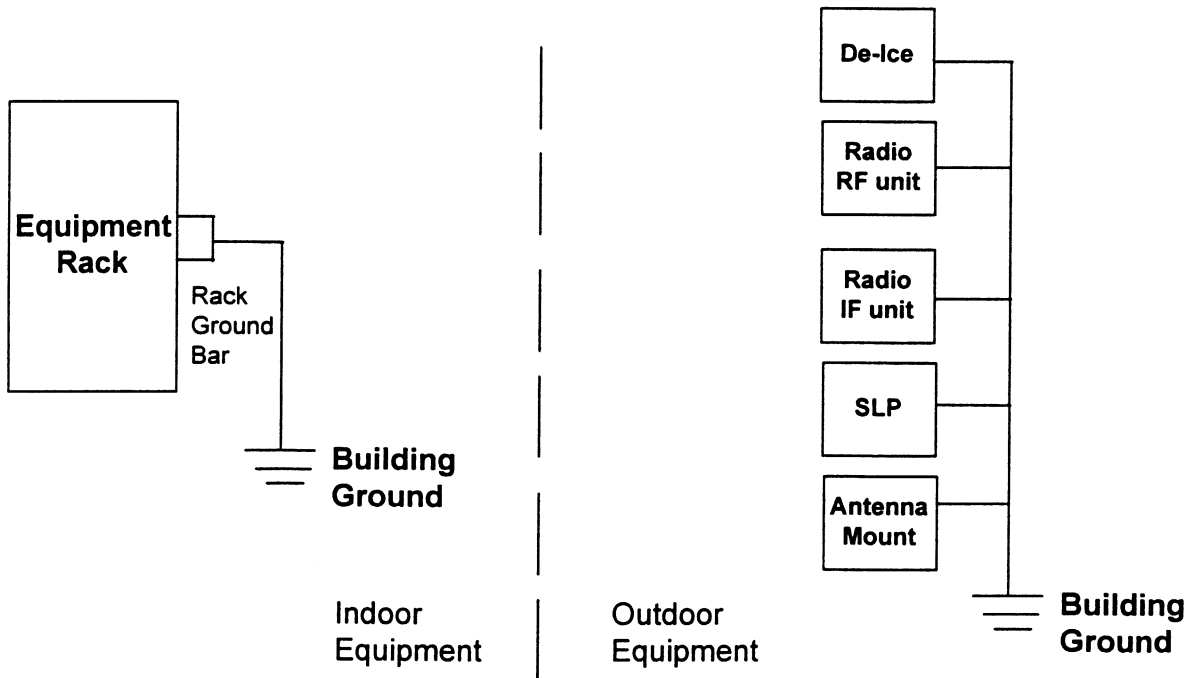 Equipment
Rack
Rack
Ground
Bar
Building
Ground
Indoor
Equipment
De-Ice
Radio
RF unit
Radio
IF unit
SLP
Antenna
Mount
Outdoor
Equipment
Building
Ground